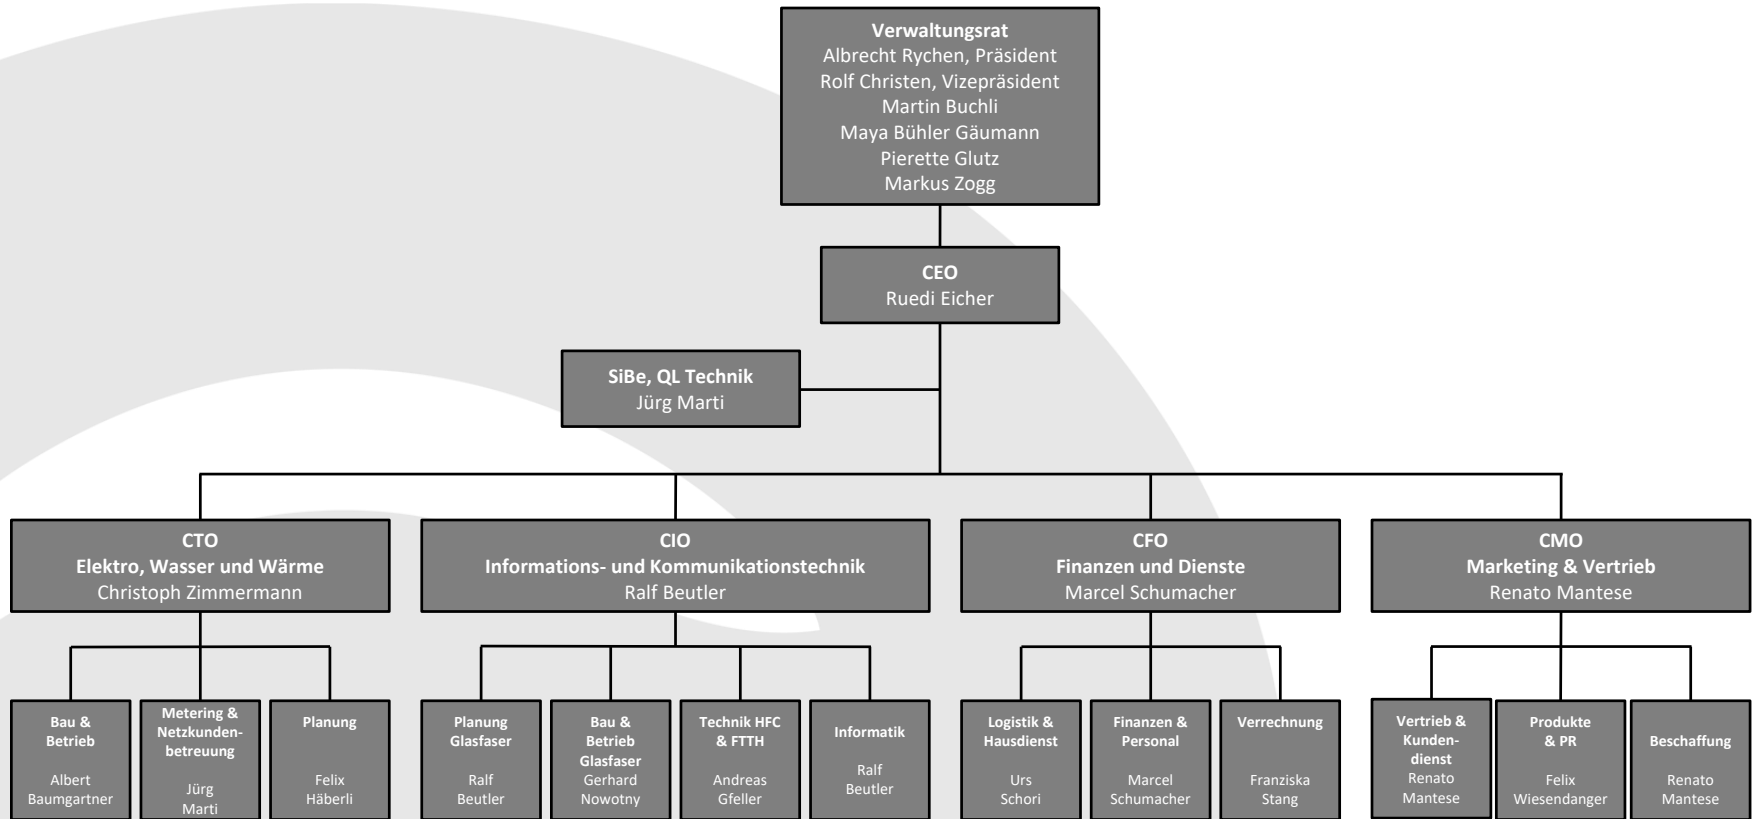 Verwaltungsrat
Albrecht Rychen, Präsident
Rolf Christen, Vizepräsident
Martin Buchli
Maya Bühler Gäumann
Pierette Glutz
Markus Zogg
CEO
Ruedi Eicher
SiBe, QL Technik
Jürg Marti
CTO
Elektro, Wasser und Wärme
Christoph Zimmermann
CIO
Informations- und Kommunikationstechnik
Ralf Beutler
CFO
Finanzen und Dienste
Marcel Schumacher
CMO
Marketing & Vertrieb
Renato Mantese
Bau &
Betrieb
Albert
Baumgartner
Metering &
Netzkunden-
betreuung
Jürg
Marti
Planung
Felix
Häberli
Planung
Glasfaser
Ralf
Beutler
Bau &
Betrieb
Glasfaser
Gerhard
Nowotny
Technik HFC
& FTTH
Andreas
Gfeller
Informatik
Ralf
Beutler
Logistik &
Hausdienst
Urs
Schori
Finanzen &
Personal
Marcel
Schumacher
Verrechnung
Franziska
Stang
Vertrieb &
Kunden-
dienst
Renato
Mantese
Produkte
& PR
Felix
Wiesendanger
Beschaffung
Renato
Mantese